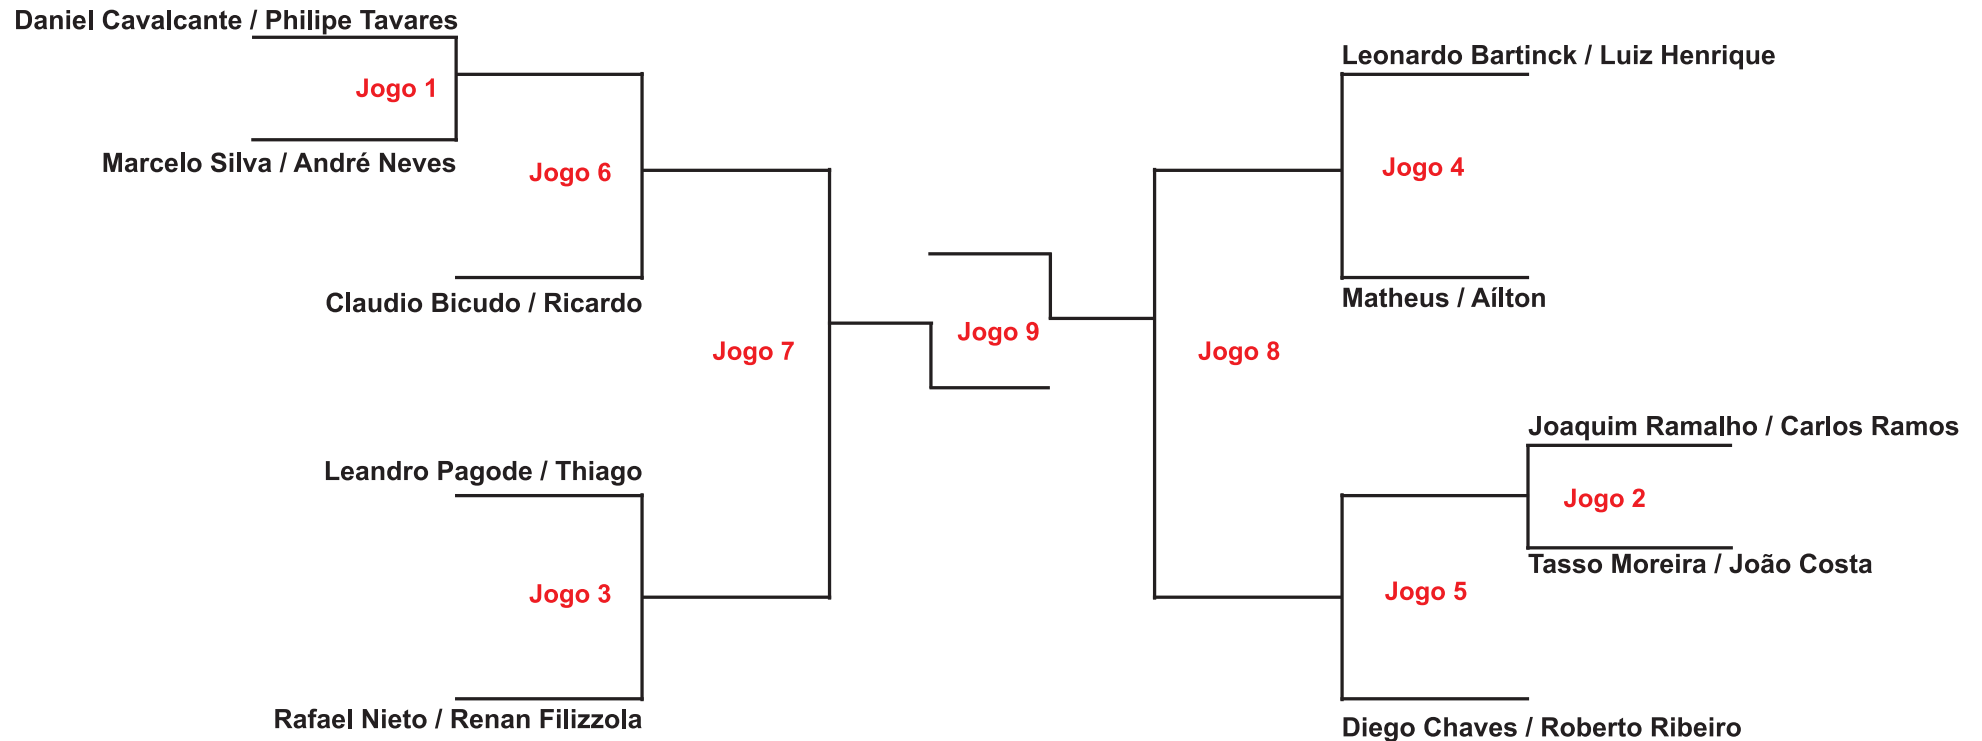 Daniel Cavalcante / Philipe Tavares
Jogo 1
Marcelo Silva / André Neves
Jogo 6
Claudio Bicudo / Ricardo
Jogo 7
Leandro Pagode / Thiago
Jogo 3
Rafael Nieto / Renan Filizzola
Jogo 9
Leonardo Bartinck / Luiz Henrique
Jogo 4
Matheus / Aílton
Jogo 8
Joaquim Ramalho / Carlos Ramos
Jogo 2
Tasso Moreira / João Costa
Jogo 5
Diego Chaves / Roberto Ribeiro